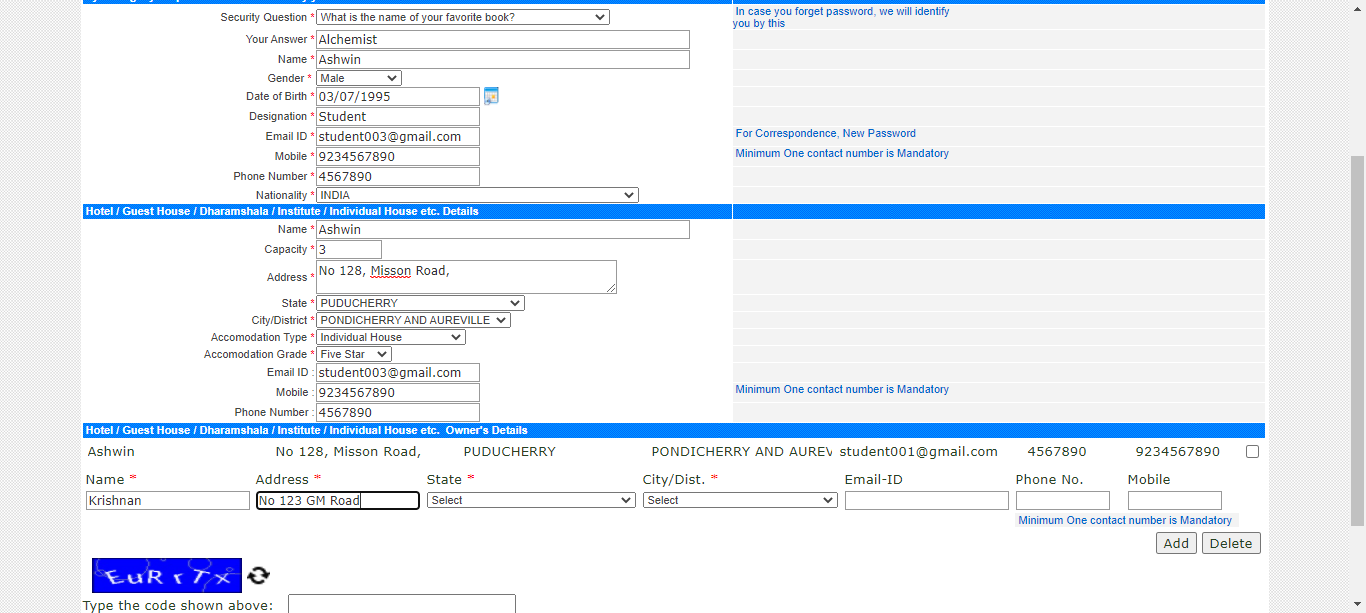 Security Question * What is the name of your favorite book? In case you forget password, we will identify
you by this
Your Answer * Alchemist
Name * Ashwin
Gender * Male
Date of Birth * 03/07/1995
Designation * Student
Email ID * student003@gmail.com For Correspondence, New Password
Mobile * 9234567890 Minimum One contact number is Mandatory
Phone Number * 4567890
Nationality * INDIA
Hotel / Guest House / Dharamshala / Institute / Individual House etc. Details
Name * Ashwin
Capacity * 3
Address * No 128, Misson Road,
State * PUDUCHERRY
City/District * PONDICHERRY AND AUREVILLE
Accomodation Type * Individual House
Accomodation Grade * Five Star
Email ID : student003@gmail.com
Mobile : 9234567890 Minimum One contact number is Mandatory
Phone Number : 4567890
Hotel / Guest House / Dharamshala / Institute / Individual House etc. Owner's Details
Ashwin No 128, Misson Road, PUDUCHERRY PONDICHERRY AND AUREV student001@gmail.com 4567890 9234567890
Name * Address * State * City/Dist. * Email-ID Phone No. Mobile
Krishnan No 123 GM Road Select Select
Minimum One contact number is Mandatory
Add Delete
EuRrTx
Type the code shown above: